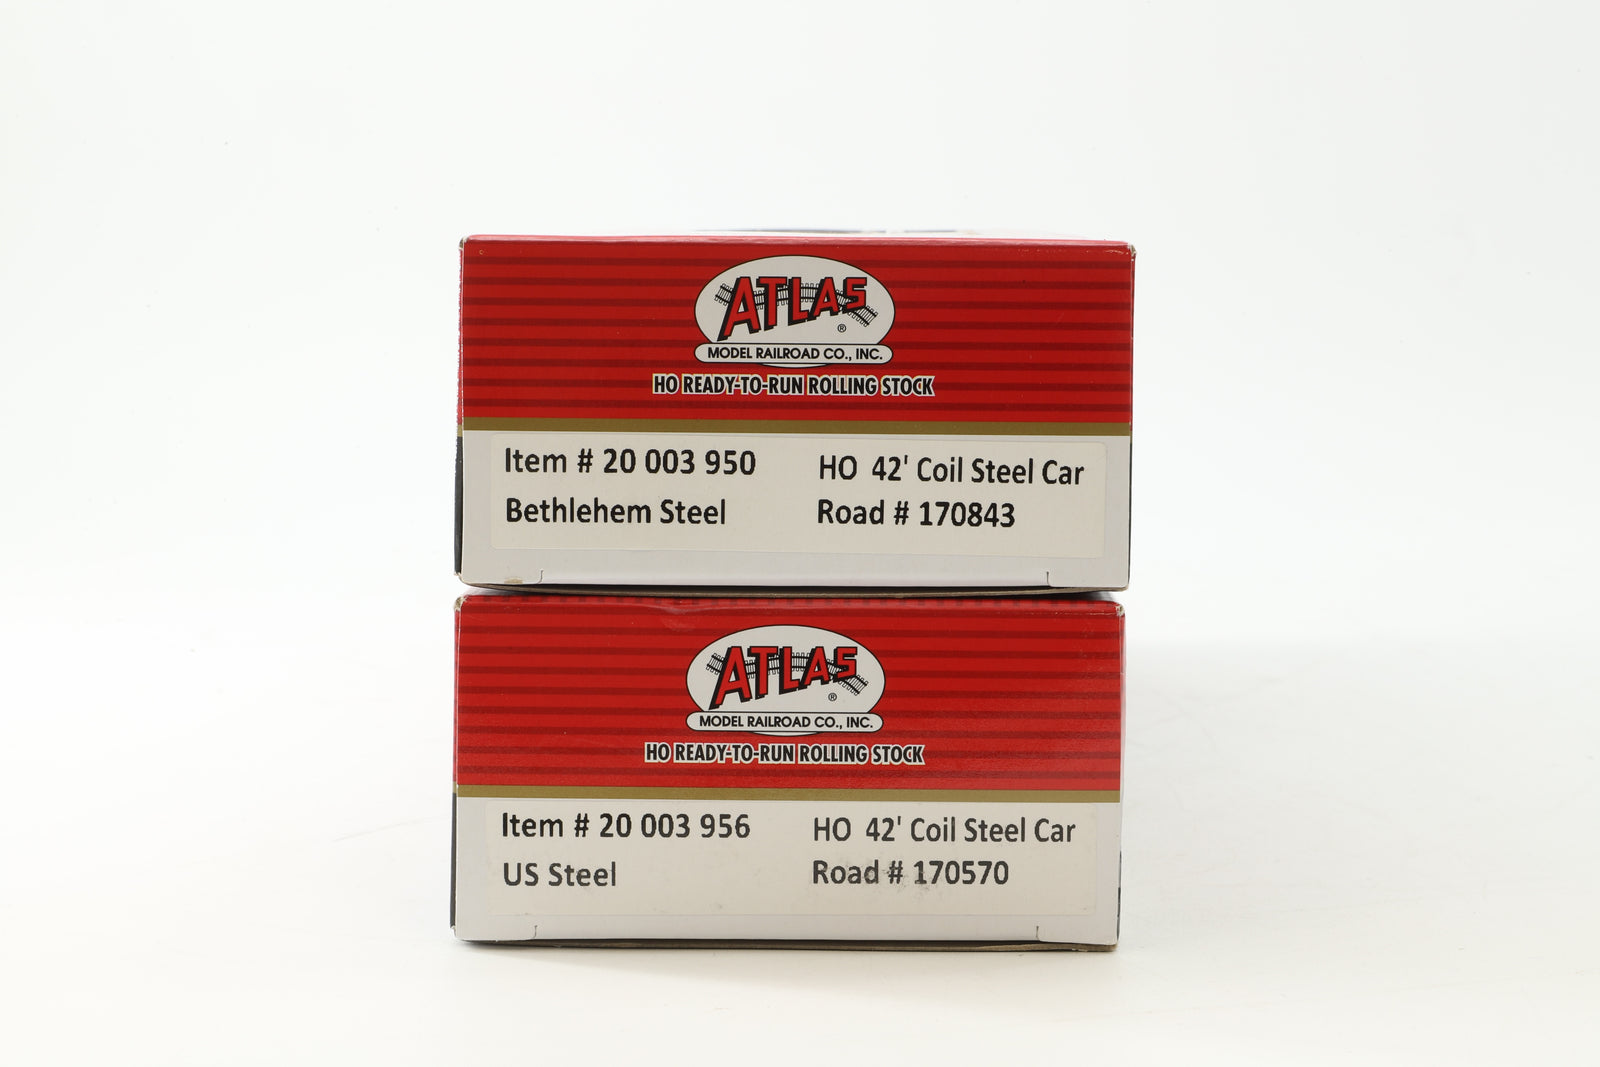 ATLAS®
MODEL RAILROAD CO., INC.
HO READY-TO-RUN ROLLING STOCK
Item # 20 003 950 HO 42' Coil Steel Car
Bethlehem Steel Road # 170843
ATLAS®
MODEL RAILROAD CO., INC.
HO READY-TO-RUN ROLLING STOCK
Item # 20 003 956 HO 42' Coil Steel Car
US Steel Road # 170570